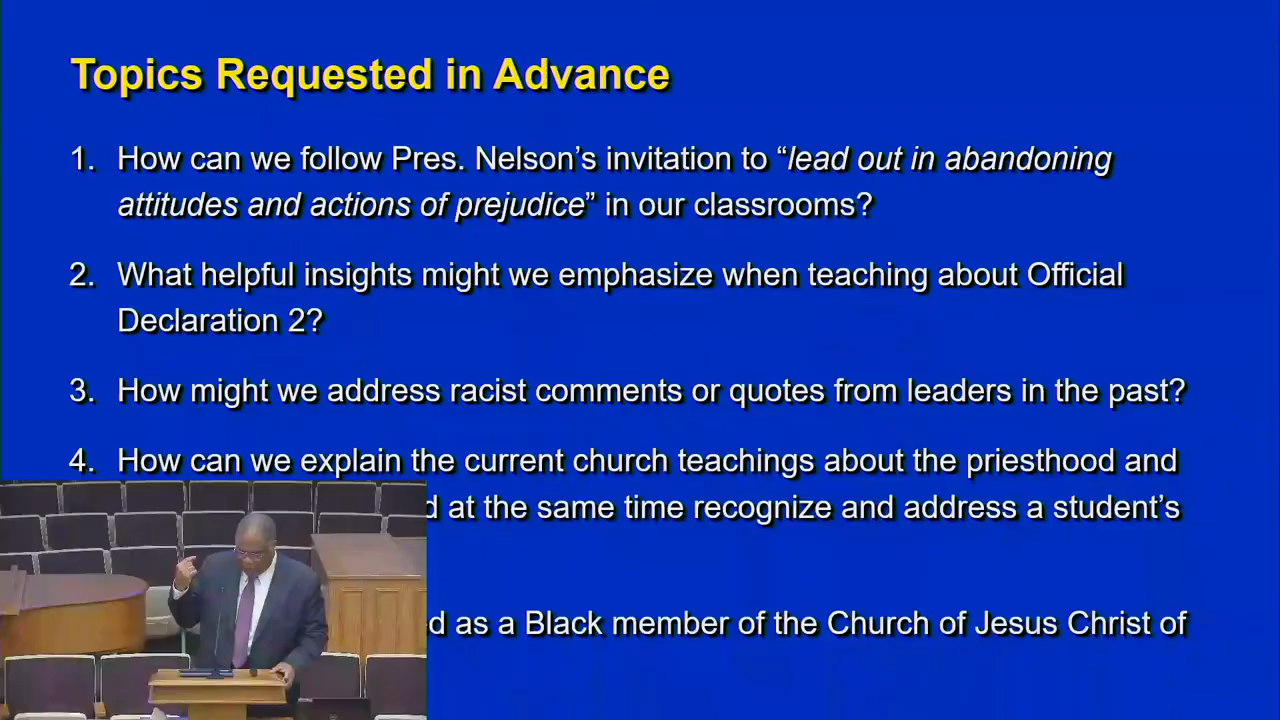 Topics Requested in Advance
1. How can we follow Pres. Nelson's invitation to “lead out in abandoning
attitudes and actions of prejudice” in our classrooms?
2. What helpful insights might we emphasize when teaching about Official
Declaration 2?
3. How might we address racist comments or quotes from leaders in the past?
4. How can we explain the current church teachings about the priesthood and
at the same time recognize and address a student's
as a Black member of the Church of Jesus Christ of